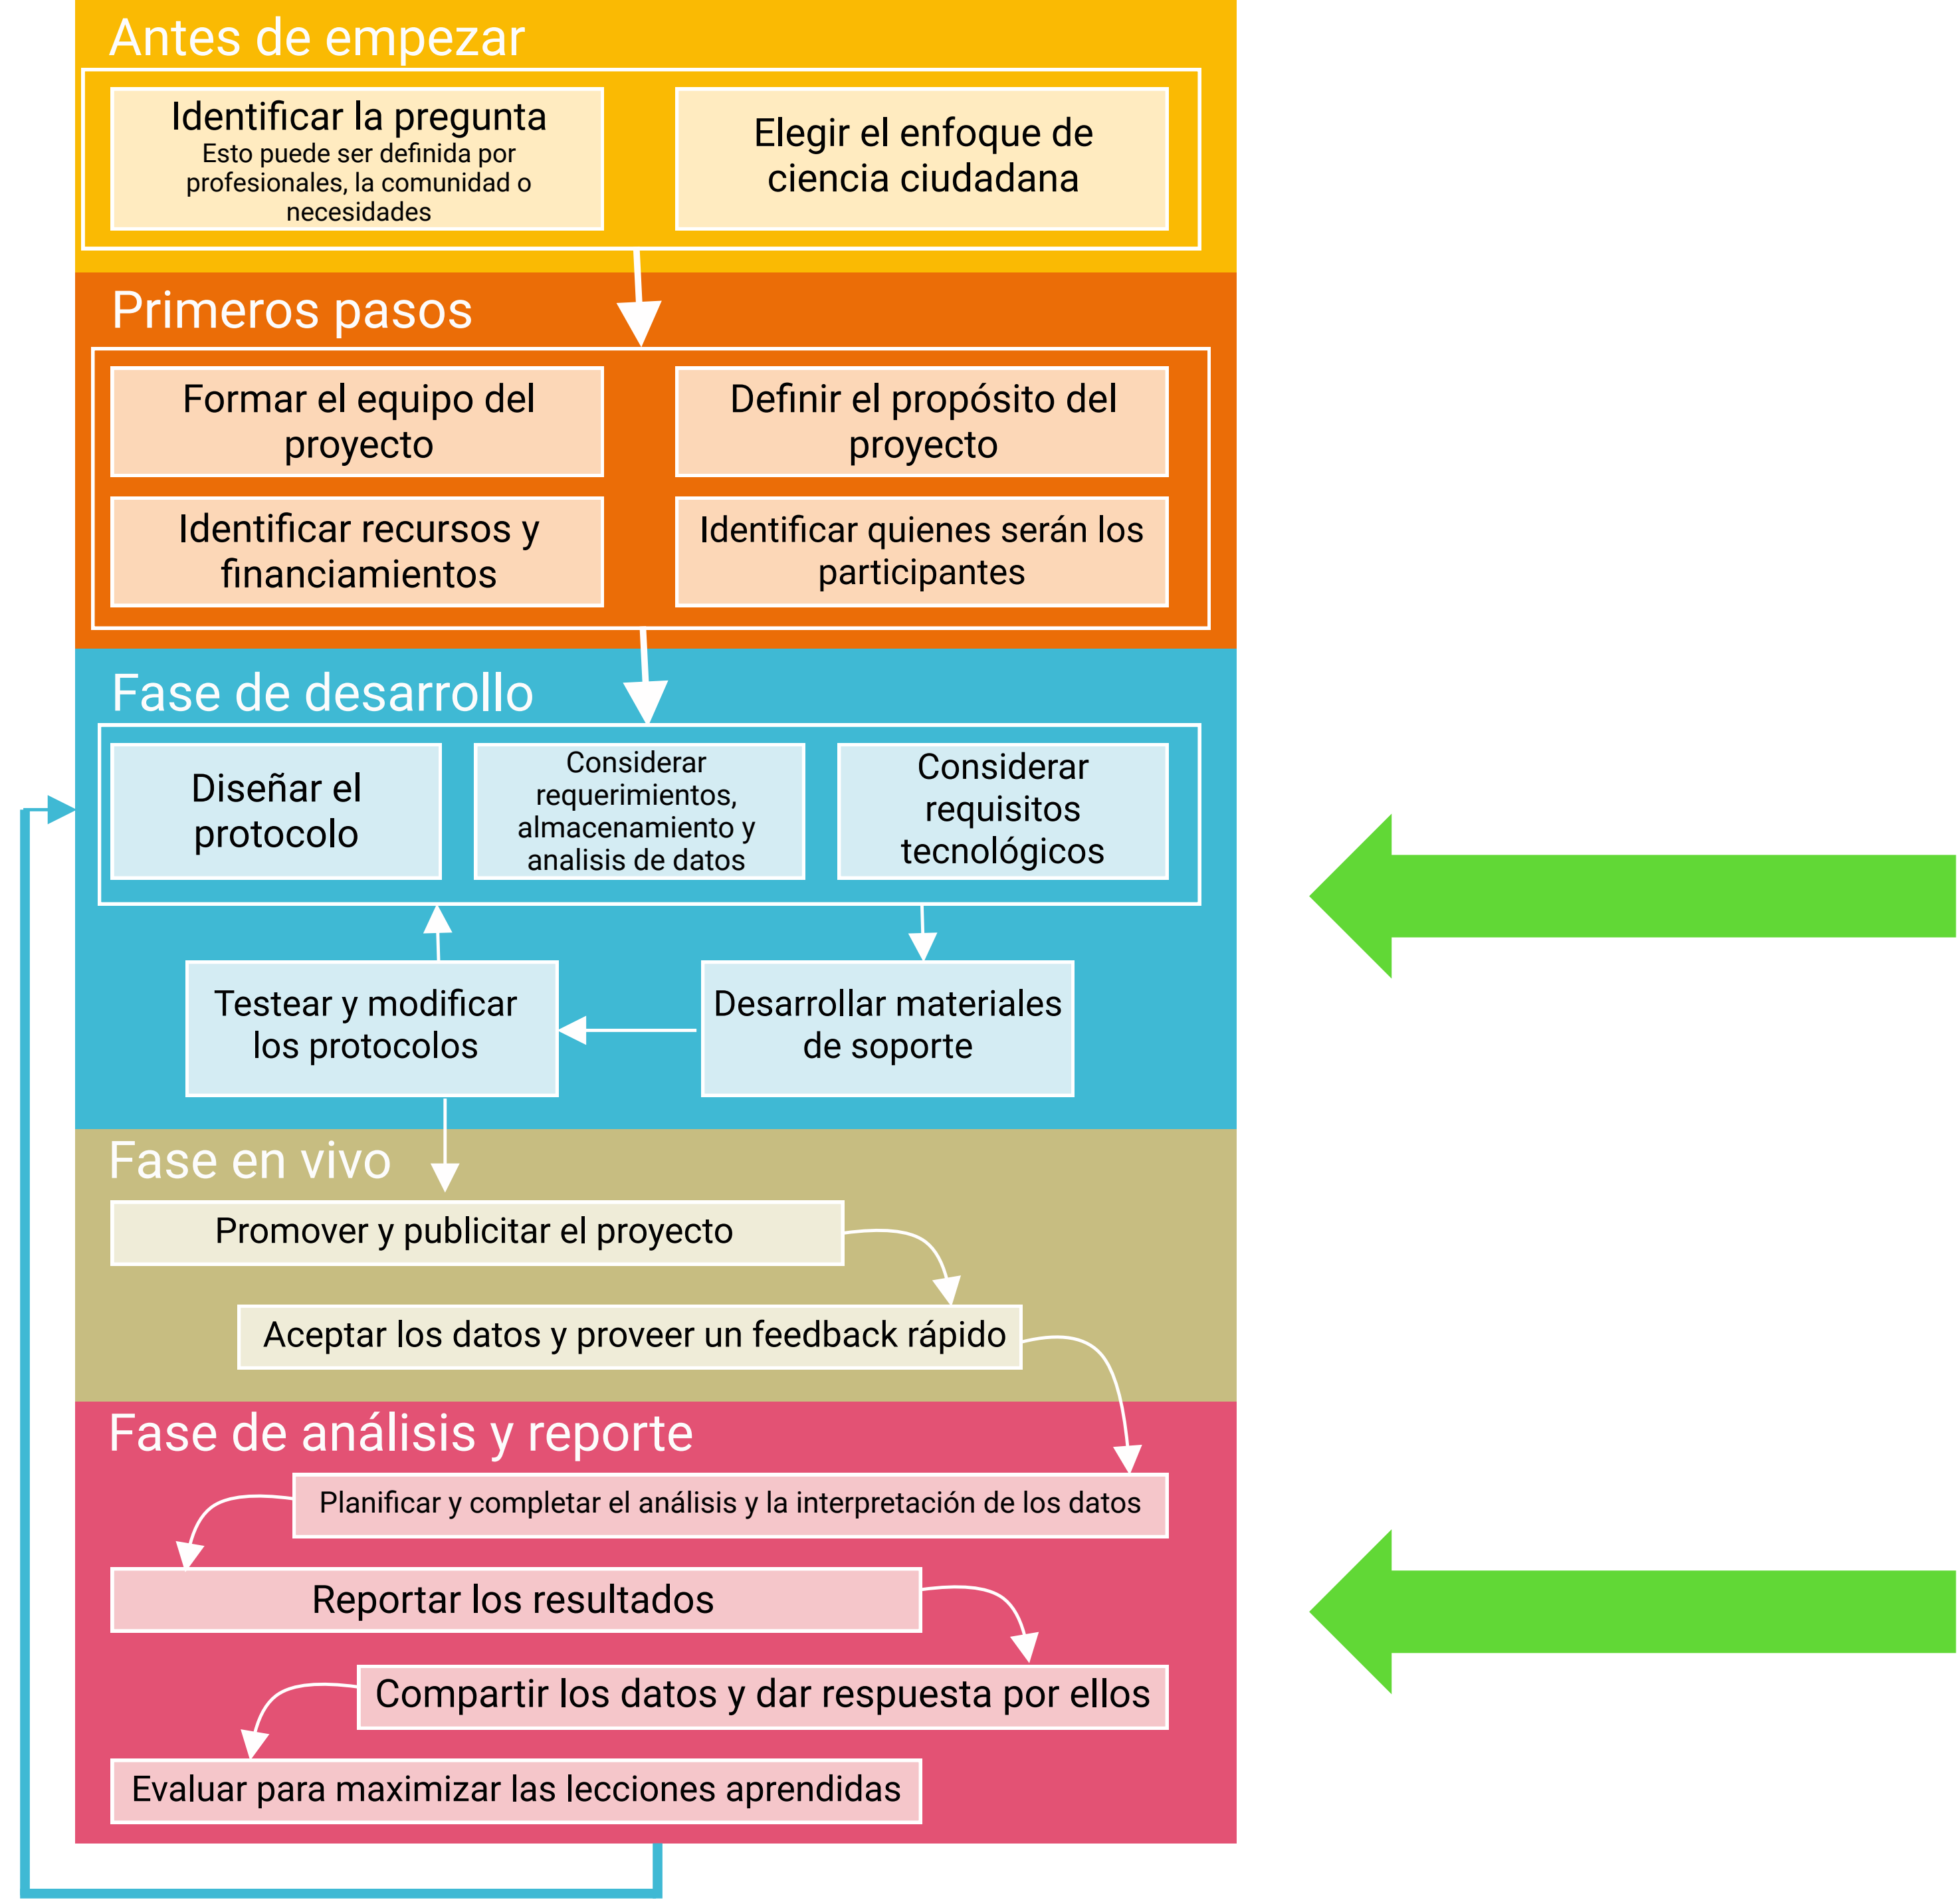 Antes de empezar
Identificar la pregunta
Esto puede ser definida por
profesionales, la comunidad o
necesidades
Elegir el enfoque de
ciencia ciudadana
Primeros pasos
Formar el equipo del
proyecto
Definir el propósito del
proyecto
Identificar recursos y
financiamientos
Identificar quienes serán los
participantes
Fase de desarrollo
Diseñar el
protocolo
Considerar
requerimientos,
almacenamiento y
analisis de datos
Considerar
requisitos
tecnológicos
Testear y modificar
los protocolos
Desarrollar materiales
de soporte
Fase en vivo
Promover y publicitar el proyecto
Aceptar los datos y proveer un feedback rápido
Fase de análisis y reporte
Planificar y completar el análisis y la interpretación de los datos
Reportar los resultados
Compartir los datos y dar respuesta por ellos
Evaluar para maximizar las lecciones aprendidas